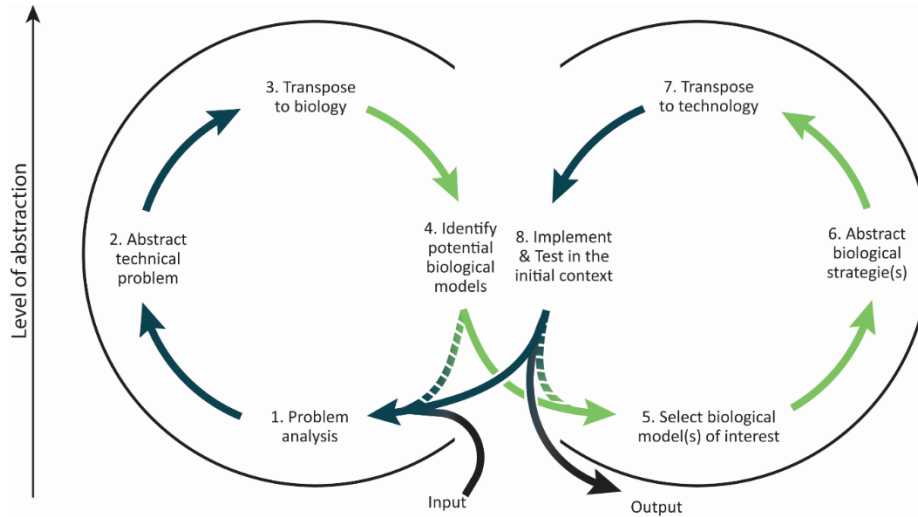 Level of abstraction
3. Transpose
to biology
7. Transpose
to technology
2. Abstract
technical
problem
4. Identify
potential
biological
models
8. Implement
& Test in the
initial context
6. Abstract
biological
strategie(s)
1. Problem
analysis
5. Select biological
model(s) of interest
Input
Output